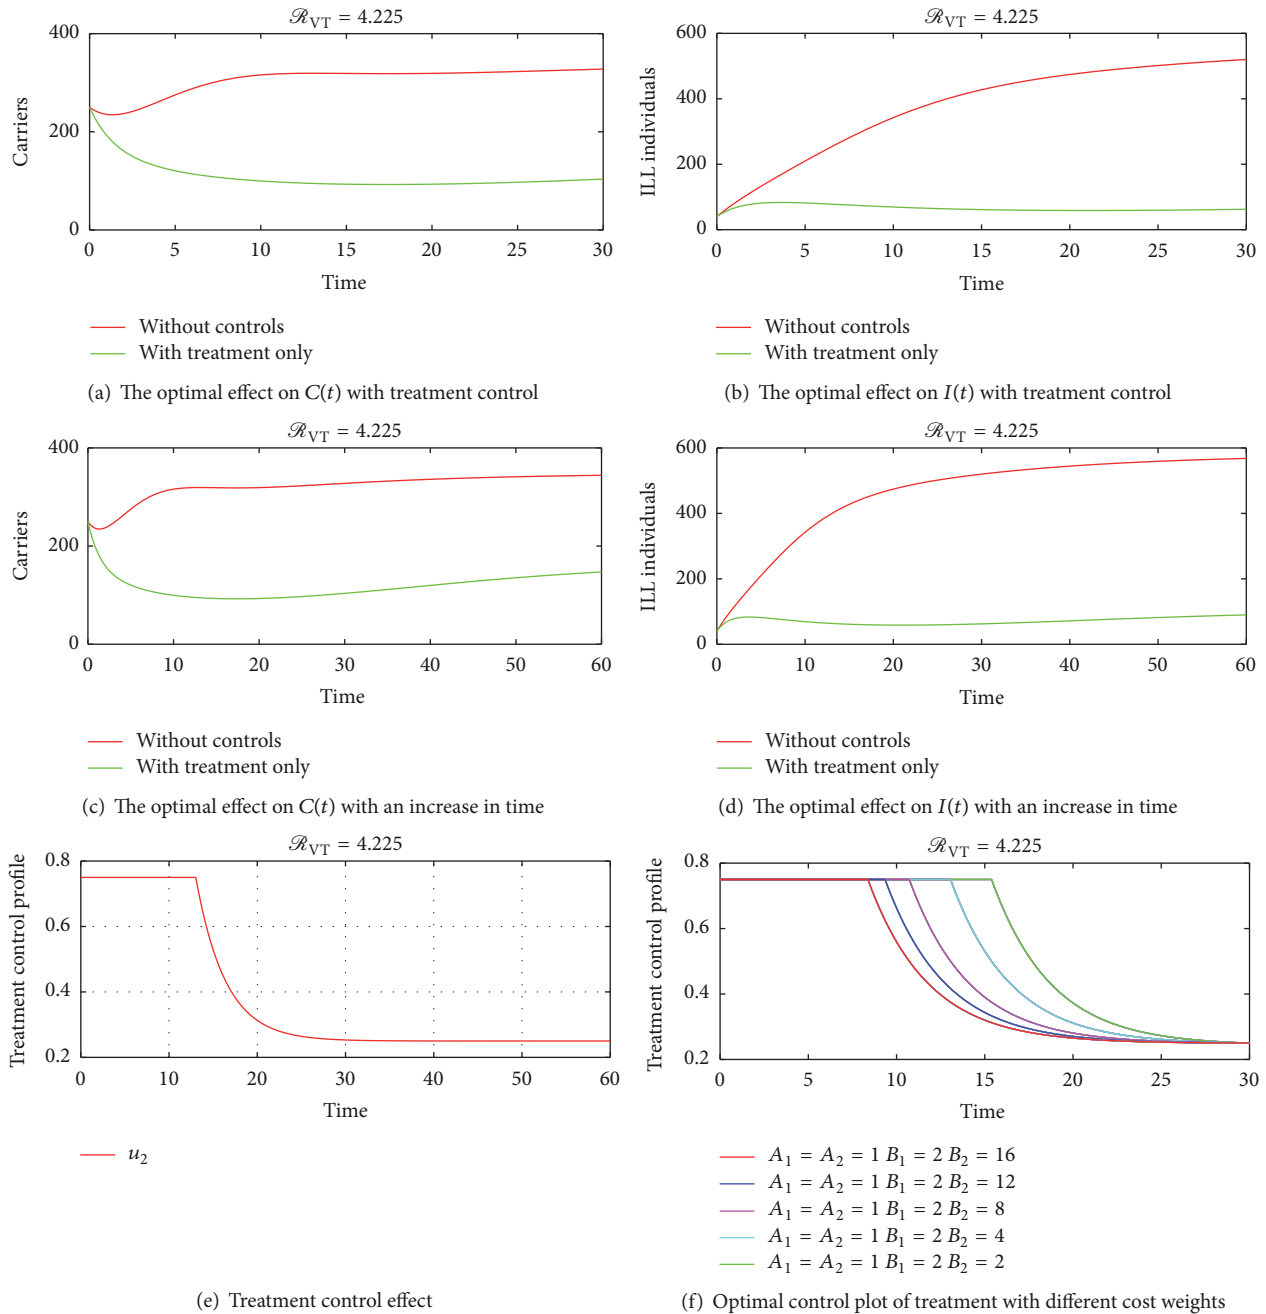 ℛVT = 4.225
400
200
0
Carriers
0 5 10 15 20 25 30
Time
Without controls
With treatment only
(a) The optimal effect on C(t) with treatment control
ℛVT = 4.225
600
400
200
0
ILL individuals
0 5 10 15 20 25 30
Time
Without controls
With treatment only
(b) The optimal effect on I(t) with treatment control
ℛVT = 4.225
400
200
0
Carriers
0 10 20 30 40 50 60
Time
Without controls
With treatment only
(c) The optimal effect on C(t) with an increase in time
ℛVT = 4.225
600
400
200
0
ILL individuals
0 10 20 30 40 50 60
Time
Without controls
With treatment only
(d) The optimal effect on I(t) with an increase in time
ℛVT = 4.225
0.8
0.6
0.4
0.2
Treatment control profile
0 10 20 30 40 50 60
Time
u2
(e) Treatment control effect
ℛVT = 4.225
0.8
0.6
0.4
0.2
Treatment control profile
0 5 10 15 20 25 30
Time
A1 = A2 = 1 B1 = 2 B2 = 16
A1 = A2 = 1 B1 = 2 B2 = 12
A1 = A2 = 1 B1 = 2 B2 = 8
A1 = A2 = 1 B1 = 2 B2 = 4
A1 = A2 = 1 B1 = 2 B2 = 2
(f) Optimal control plot of treatment with different cost weights